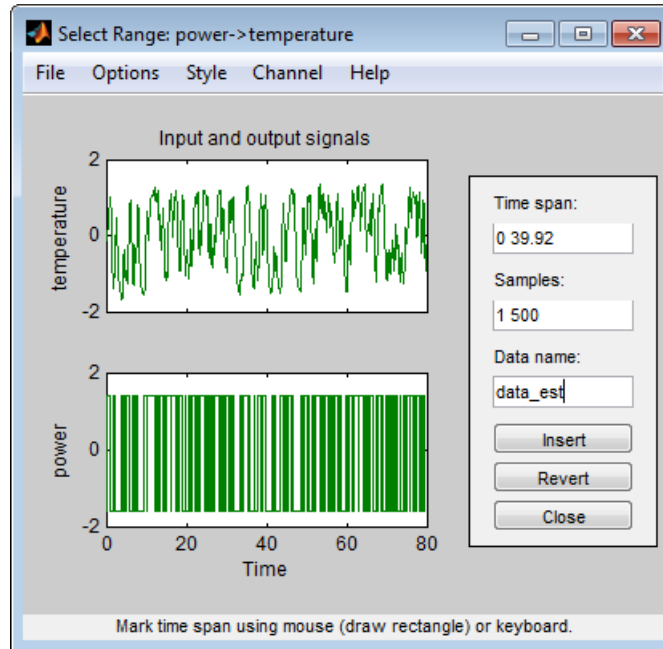 Select Range: power->temperature
File Options Style Channel Help
Input and output signals
2
0
-2
temperature
2
0
-2
power
0 20 40 60 80
Time
Time span:
0 39.92
Samples:
1 500
Data name:
data_est
Insert
Revert
Close
Mark time span using mouse (draw rectangle) or keyboard.